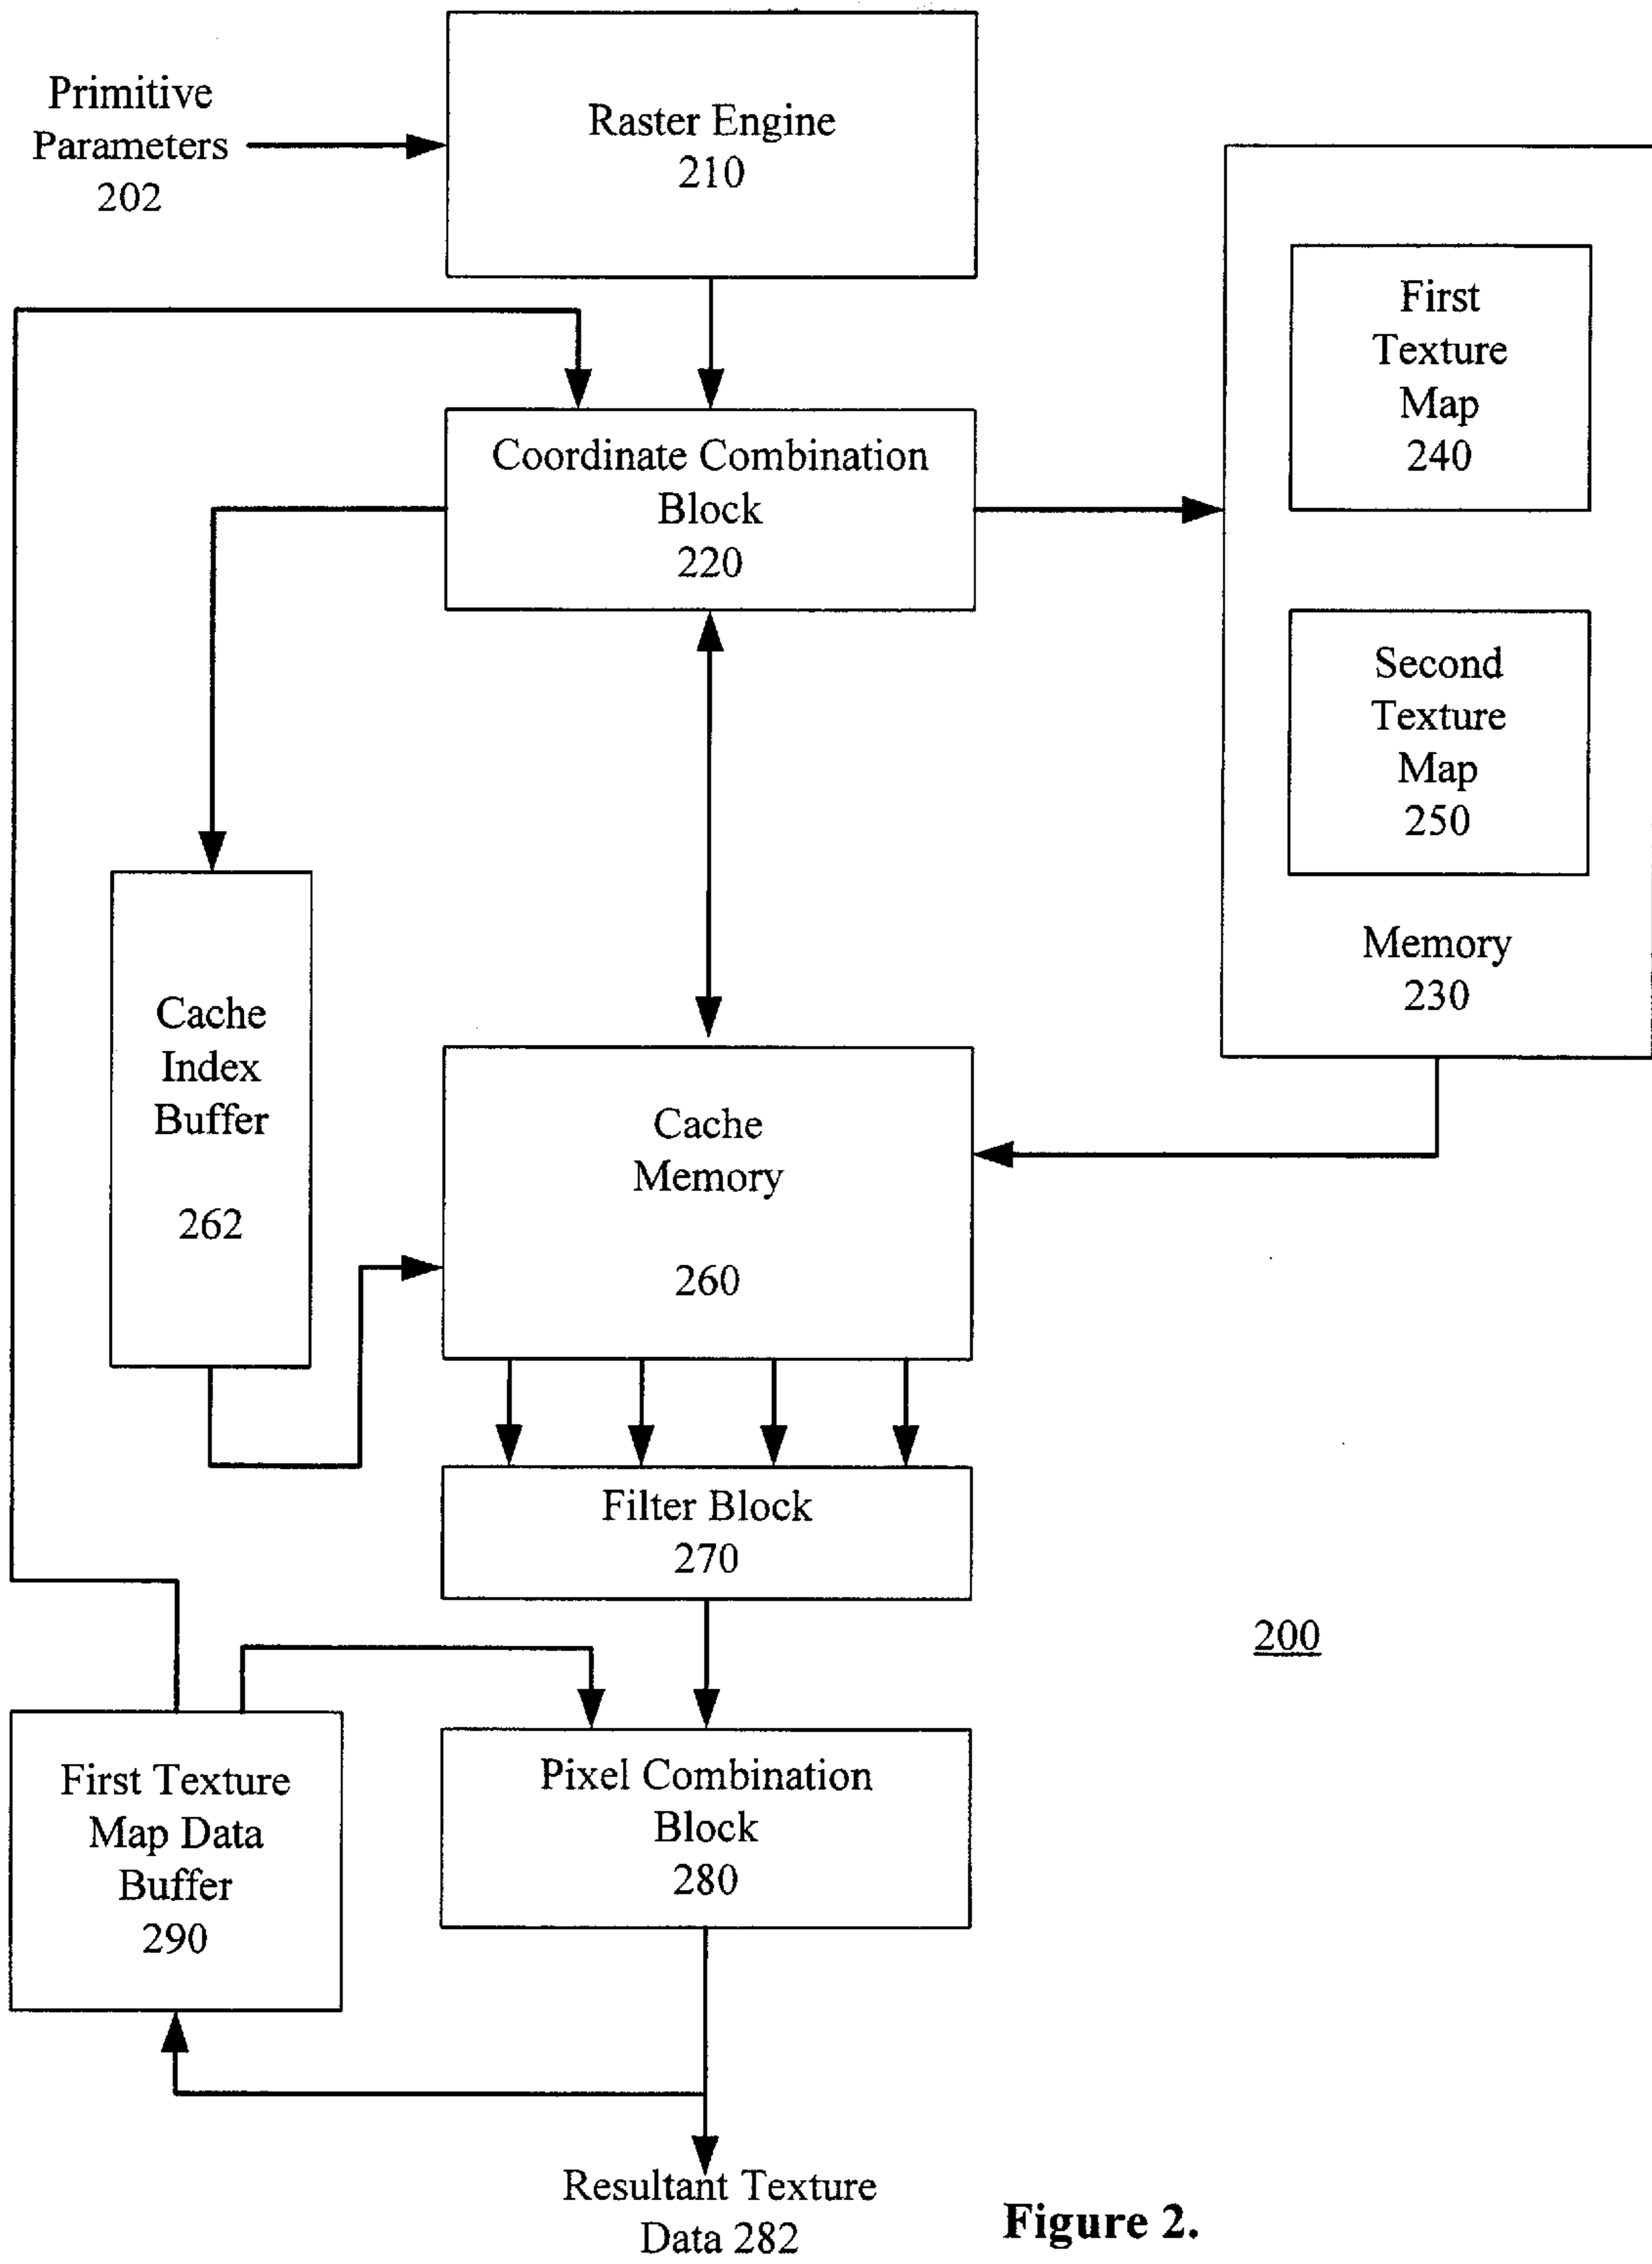 Primitive
Parameters
202
Raster Engine
210
First
Texture
Map
240
Coordinate Combination
Block
220
Second
Texture
Map
250
Memory
230
Cache
Index
Buffer
262
Cache
Memory
260
Filter Block
270
200
First Texture
Map Data
Buffer
290
Pixel Combination
Block
280
Resultant Texture
Data 282
Figure 2.